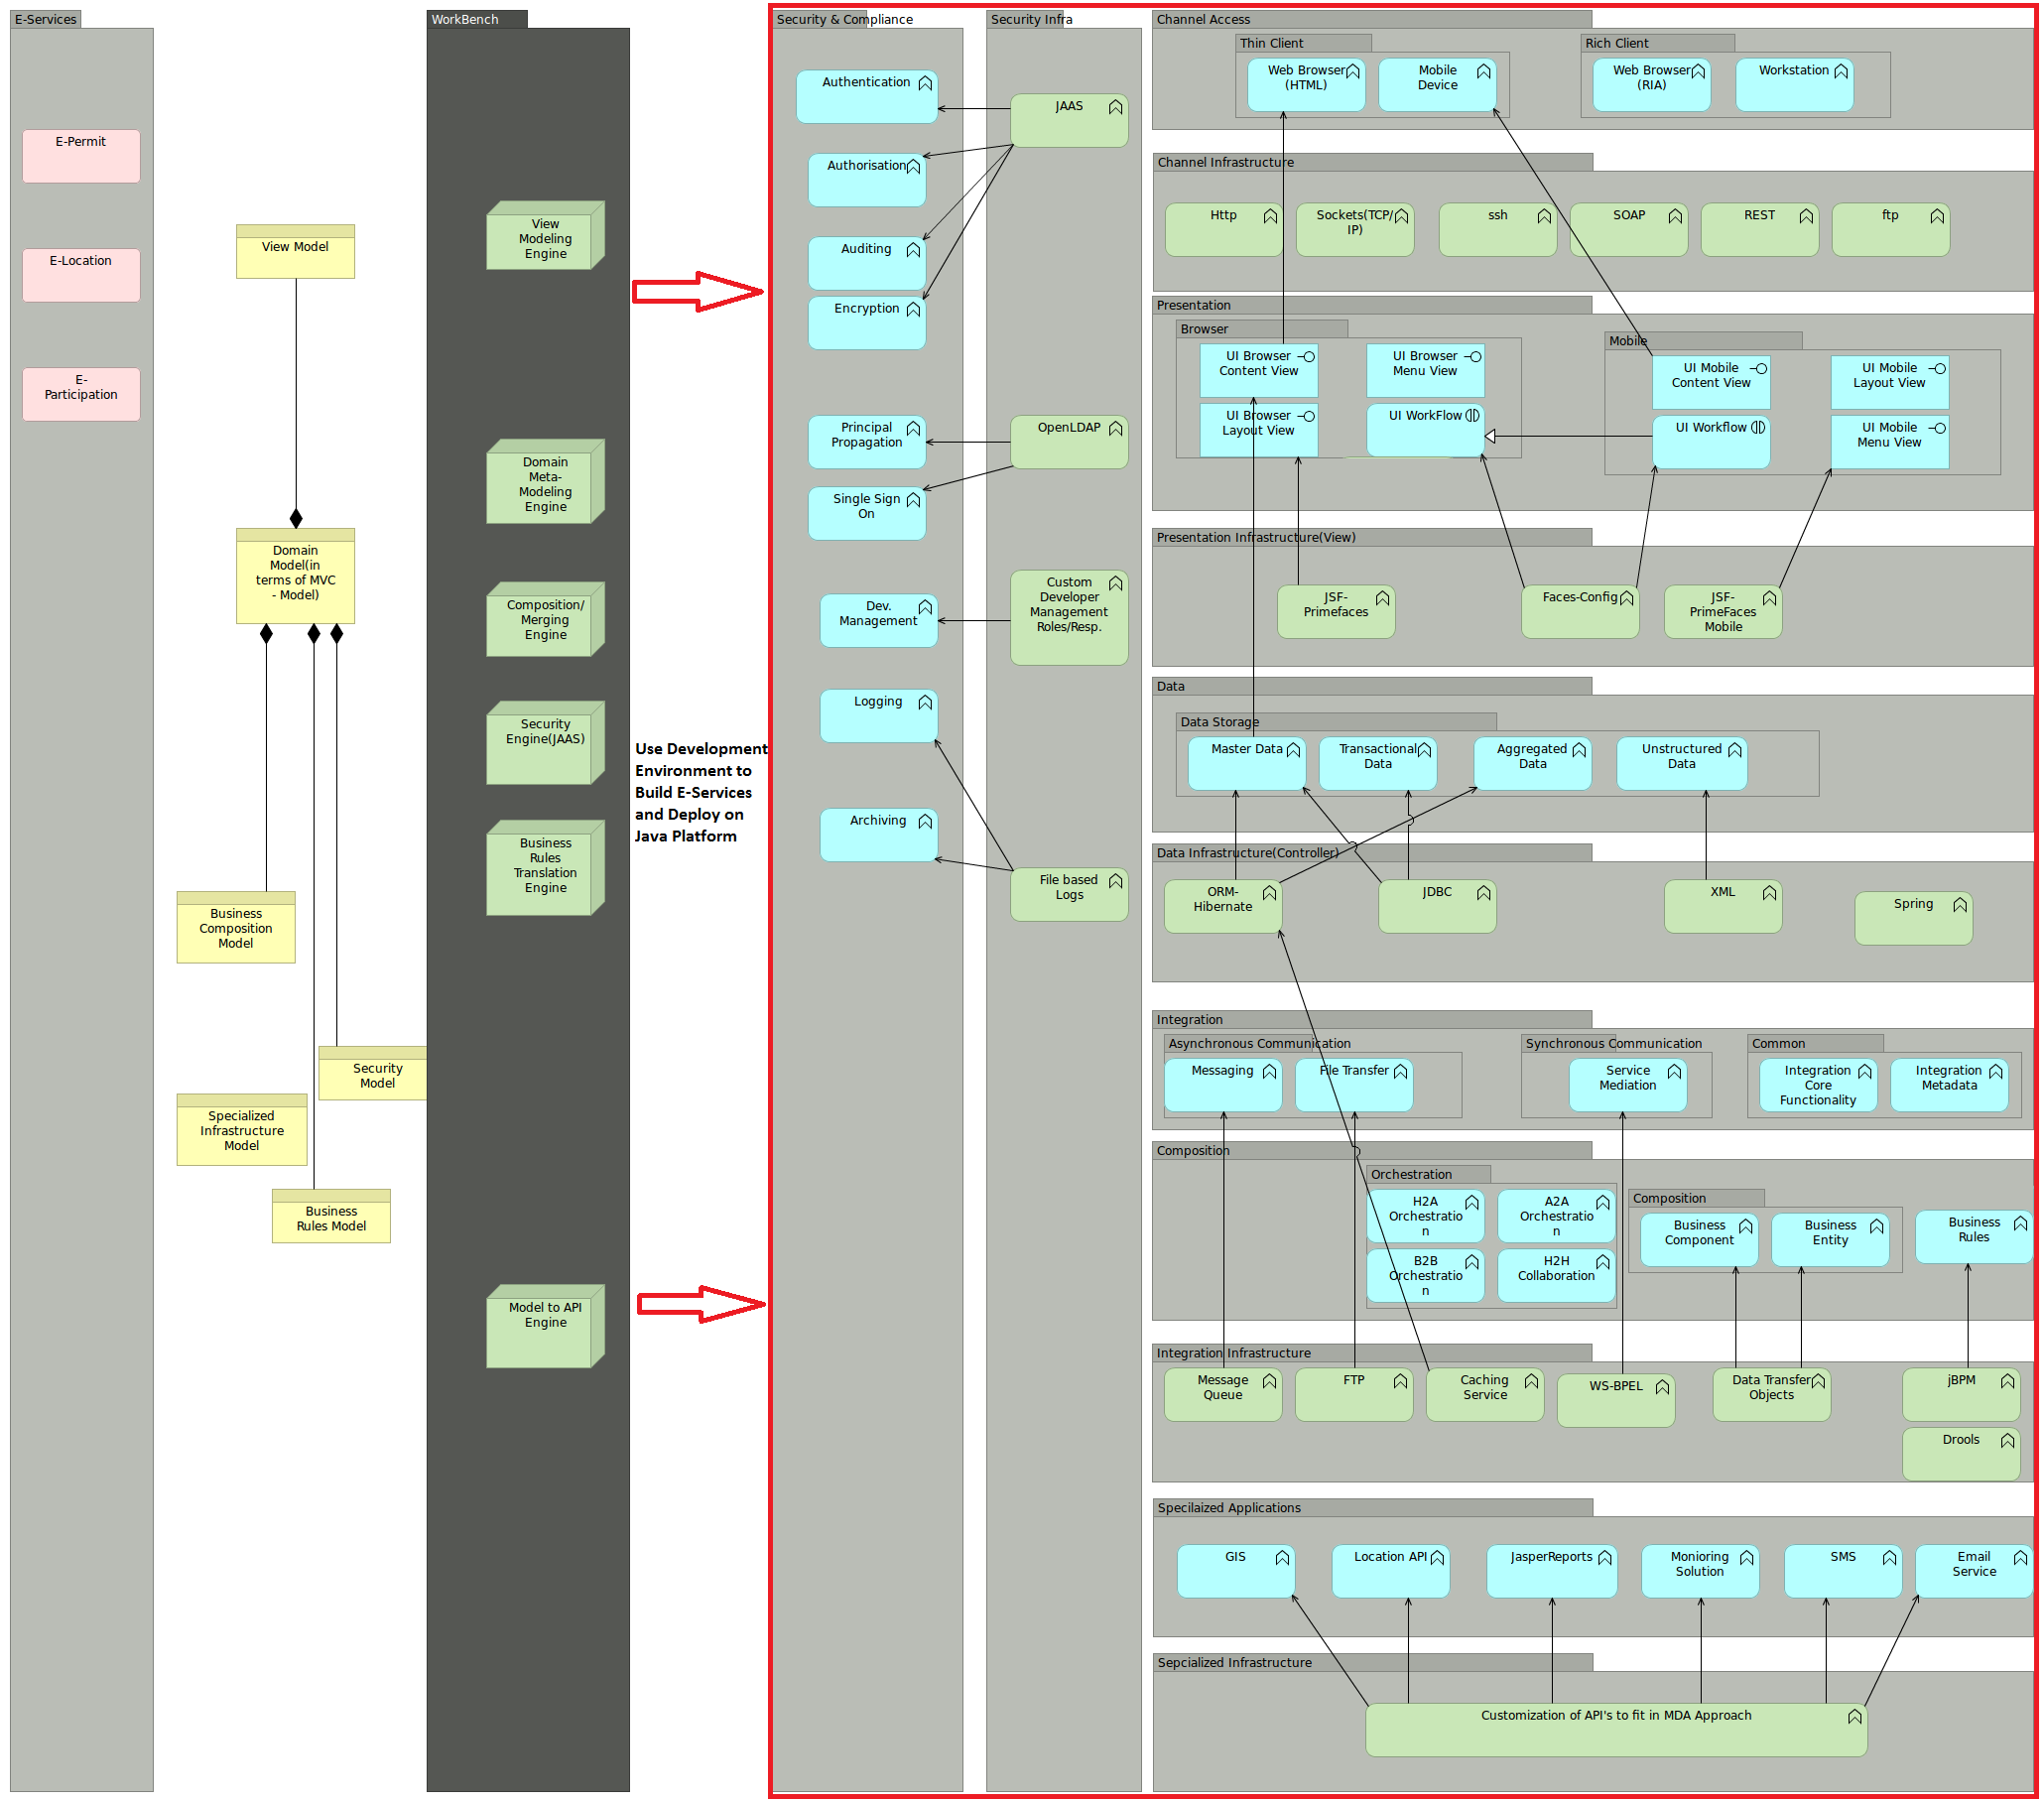 E-Services
E-Permit
E-Location
E-
Participation
View Model
Domain
Model(in
terms of MVC
- Model)
Business
Composition
Model
Security
Model
Specialized
Infrastructure
Model
Business
Rules Model
WorkBench
View
Modeling
Engine
Domain
Meta-
Modeling
Engine
Composition/
Merging
Engine
Security
Engine(JAAS)
Business
Rules
Translation
Engine
Model to API
Engine
Use Development
Environment to
Build E-Services
and Deploy on
Java Platform
Security & Compliance
Authentication
Authorisation
Auditing
Encryption
Principal
Propagation
Single Sign
On
Dev.
Management
Logging
Archiving
Security Infra
JAAS
OpenLDAP
Custom
Developer
Management
Roles/Resp.
File based
Logs
Channel Access
Thin Client
Web Browser
(HTML)
Mobile
Device
Rich Client
Web Browser
(RIA)
Workstation
Channel Infrastructure
Http
Sockets(TCP/
IP)
ssh
SOAP
REST
ftp
Presentation
Browser
UI Browser
Content View
UI Browser
Menu View
UI Browser
Layout View
UI WorkFlow
Mobile
UI Mobile
Content View
UI Mobile
Layout View
UI Workflow
UI Mobile
Menu View
Presentation Infrastructure(View)
JSF-
Primefaces
Faces-Config
JSF-
PrimeFaces
Mobile
Data
Data Storage
Master Data
Transactional
Data
Aggregated
Data
Unstructured
Data
Data Infrastructure(Controller)
ORM-
Hibernate
JDBC
XML
Spring
Integration
Asynchronous Communication
Messaging
File Transfer
Synchronous Communication
Service
Mediation
Common
Integration
Core
Functionality
Integration
Metadata
Composition
Orchestration
H2A
Orchestratio
n
A2A
Orchestratio
n
B2B
Orchestratio
n
H2H
Collaboration
Composition
Business
Component
Business
Entity
Business
Rules
Integration Infrastructure
Message
Queue
FTP
Caching
Service
WS-BPEL
Data Transfer
Objects
jBPM
Drools
Specilaized Applications
GIS
Location API
JasperReports
Monioring
Solution
SMS
Email
Service
Sepcialized Infrastructure
Customization of API's to fit in MDA Approach